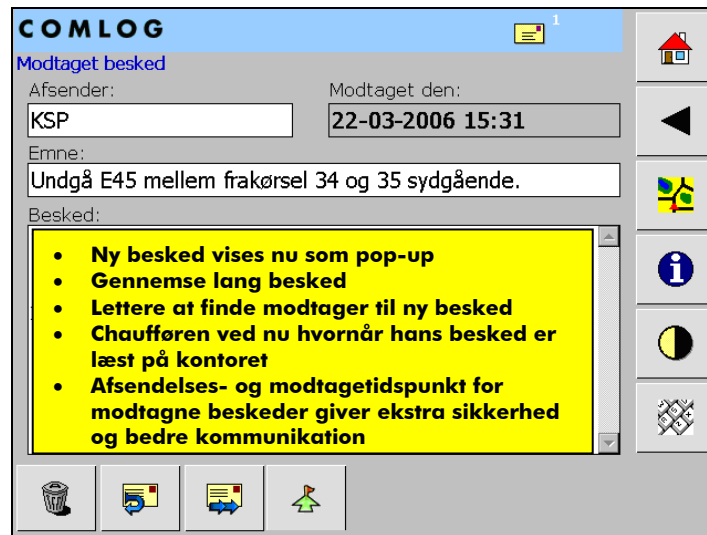 COMLOG
1
Modtaget besked
Afsender:
Modtaget den:
KSP
22-03-2006 15:31
Emne:
Undgå E45 mellem frakørsel 34 og 35 sydgående.
Besked:
• Ny besked vises nu som pop-up
• Gennemse lang besked
• Lettere at finde modtager til ny besked
• Chaufføren ved nu hvornår hans besked er
læst på kontoret
• Afsendelses- og modtagetidspunkt for
modtagne beskeder giver ekstra sikkerhed
og bedre kommunikation